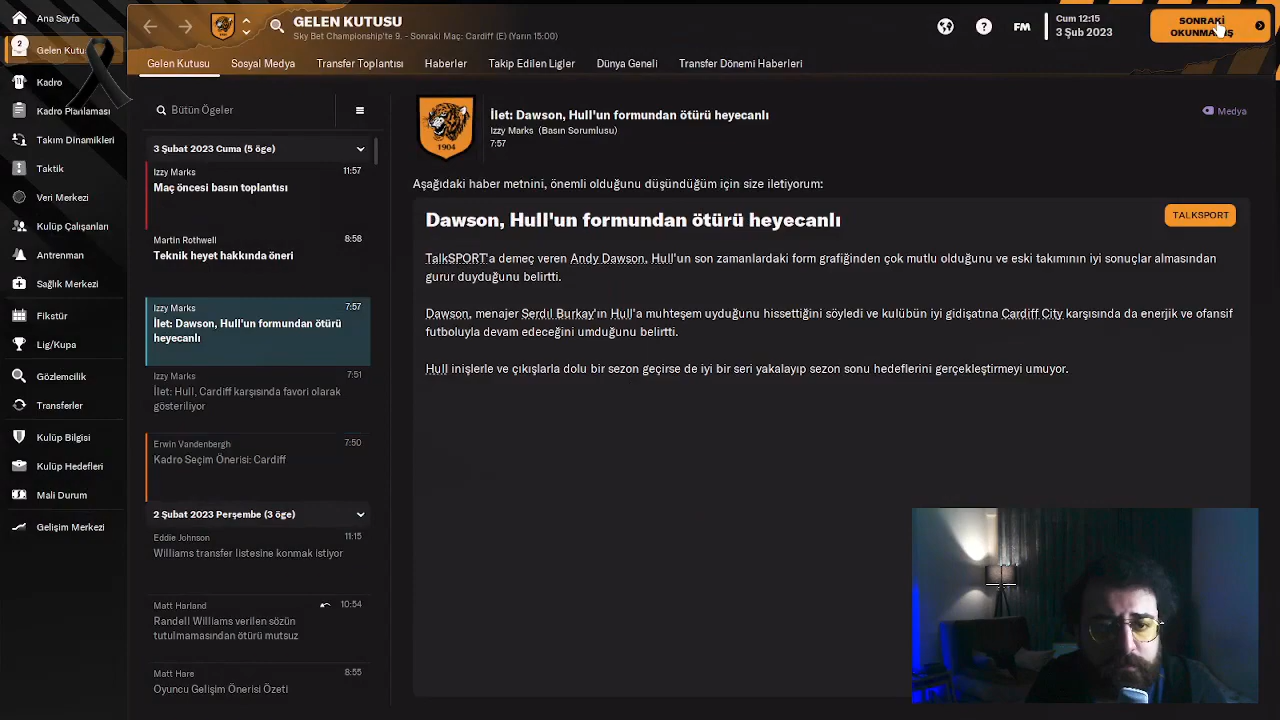 Ana Sayfa
2
Gelen Kutusu
Kadro
Kadro Planlaması
Takım Dinamikleri
Taktik
Veri Merkezi
Kulüp Çalışanları
Antrenman
Sağlık Merkezi
Fikstür
Lig/Kupa
Gözlemcilik
Transferler
Kulüp Bilgisi
Kulüp Hedefleri
Mali Durum
Gelişim Merkezi
GELEN KUTUSU
Sky Bet Championship'te 9. - Sonraki Maç: Cardiff (E) (Yarın 15:00)
FM
Cum 12:15
3 Şub 2023
SONRAKİ
OKUNMAMIŞ
Gelen Kutusu
Sosyal Medya
Transfer Toplantısı
Haberler
Takip Edilen Ligler
Dünya Geneli
Transfer Dönemi Haberleri
Bütün Ögeler
3 Şubat 2023 Cuma (5 öge)
Izzy Marks 11:57
Maç öncesi basın toplantısı
Martin Rothwell 8:58
Teknik heyet hakkında öneri
Izzy Marks 7:57
İlet: Dawson, Hull'un formundan ötürü
heyecanlı
Izzy Marks 7:51
İlet: Hull, Cardiff karşısında favori olarak
gösteriliyor
Erwin Vandenbergh 7:50
Kadro Seçim Önerisi: Cardiff
2 Şubat 2023 Perşembe (3 öge)
Eddie Johnson 11:15
Williams transfer listesine konmak istiyor
Matt Harland 10:54
Randell Williams verilen sözün
tutulmamasından ötürü mutsuz
Matt Hare 8:55
Oyuncu Gelişim Önerisi Özeti
1904
İlet: Dawson, Hull'un formundan ötürü heyecanlı
Izzy Marks (Basın Sorumlusu)
7:57
Medya
Aşağıdaki haber metnini, önemli olduğunu düşündüğüm için size iletiyorum:
Dawson, Hull'un formundan ötürü heyecanlı
TALKSPORT
TalkSPORT'a demeç veren Andy Dawson, Hull'un son zamanlardaki form grafiğinden çok mutlu olduğunu ve eski takımının iyi sonuçlar almasından
gurur duyduğunu belirtti.
Dawson, menajer Serdıl Burkay'ın Hull'a muhteşem uyduğunu hissettiğini söyledi ve kulübün iyi gidişatına Cardiff City karşısında da enerjik ve ofansif
futboluyla devam edeceğini umduğunu belirtti.
Hull inişlerle ve çıkışlarla dolu bir sezon geçirse de iyi bir seri yakalayıp sezon sonu hedeflerini gerçekleştirmeyi umuyor.